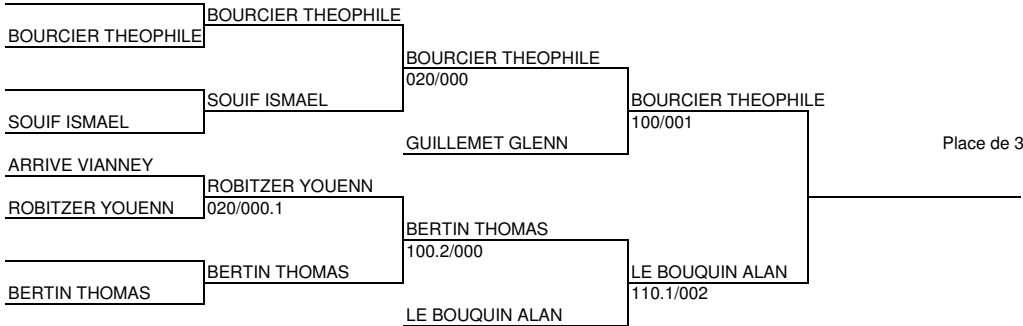 BOURCIER THEOPHILE
BOURCIER THEOPHILE
BOURCIER THEOPHILE
020/000
SOUIF ISMAEL
SOUIF ISMAEL
BOURCIER THEOPHILE
100/001
GUILLEMET GLENN
Place de 3
ARRIVE VIANNEY
ROBITZER YOUENN
ROBITZER YOUENN
020/000.1
BERTIN THOMAS
100.2/000
BERTIN THOMAS
BERTIN THOMAS
LE BOUQUIN ALAN
110.1/002
LE BOUQUIN ALAN